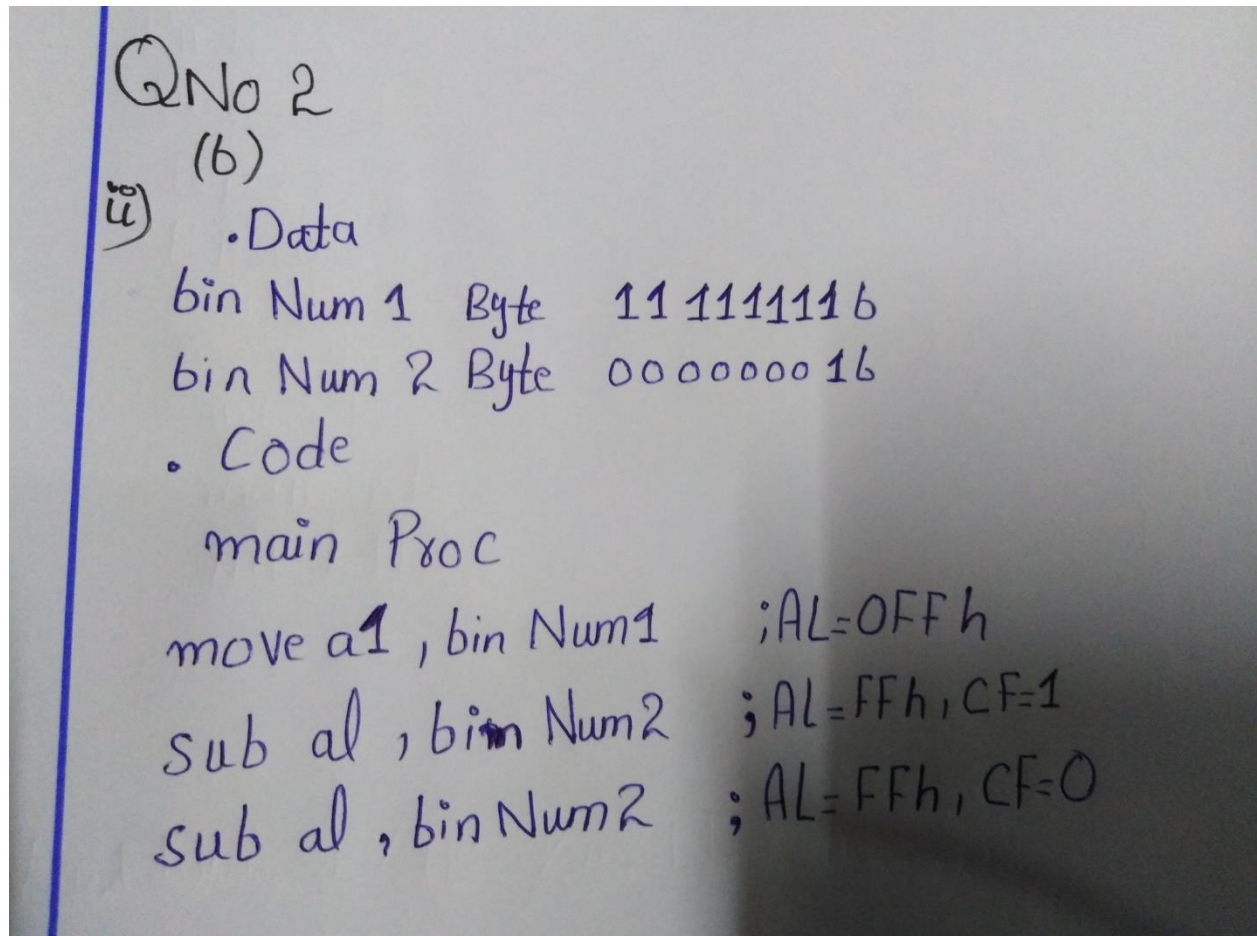 QNo 2
(b)
ii) .Data
bin Num 1 Byte 11111111b
bin Num 2 Byte 00000001b
. Code
main Proc
move a1, bin Num1 ;AL=0FFh
sub al, bin Num2 ;AL=FFh, CF=1
sub al, bin Num2 ;AL=FFh, CF=0